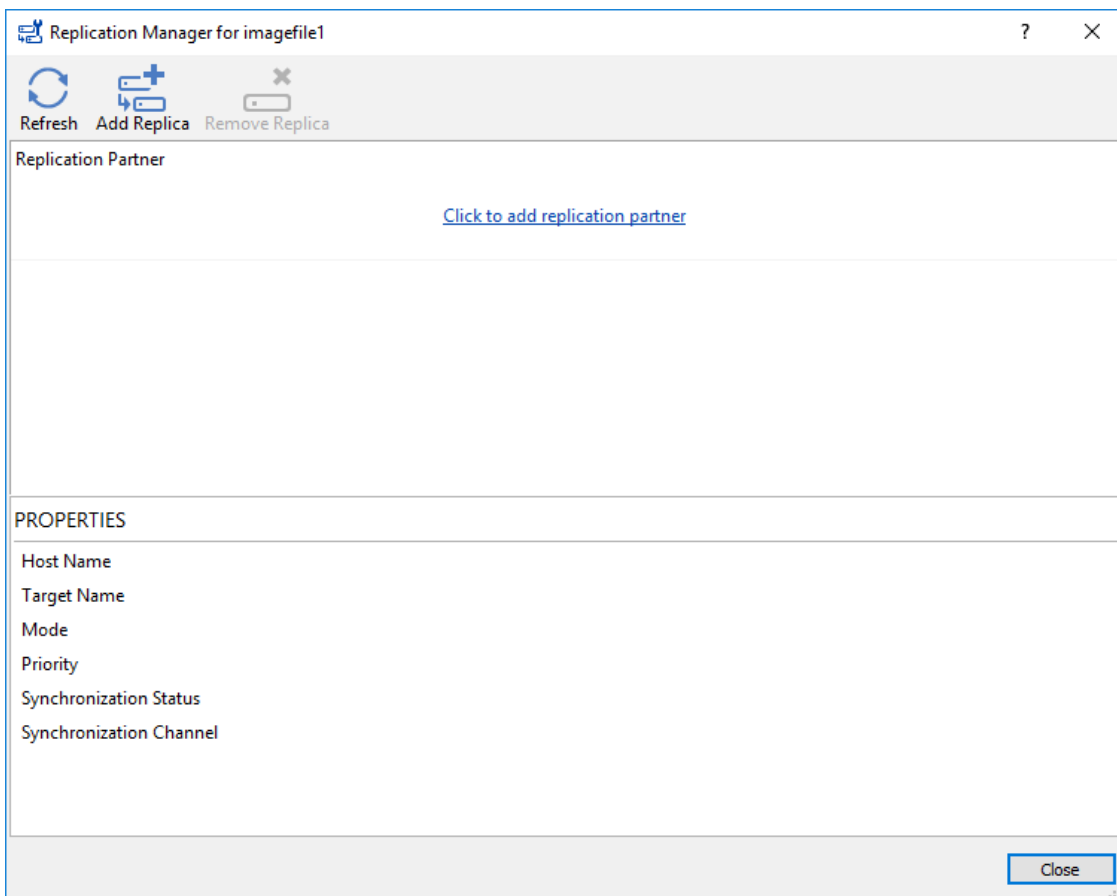 Replication Manager for imagefile1
?
Refresh Add Replica Remove Replica
Replication Partner
Click to add replication partner
PROPERTIES
Host Name
Target Name
Mode
Priority
Synchronization Status
Synchronization Channel
Close